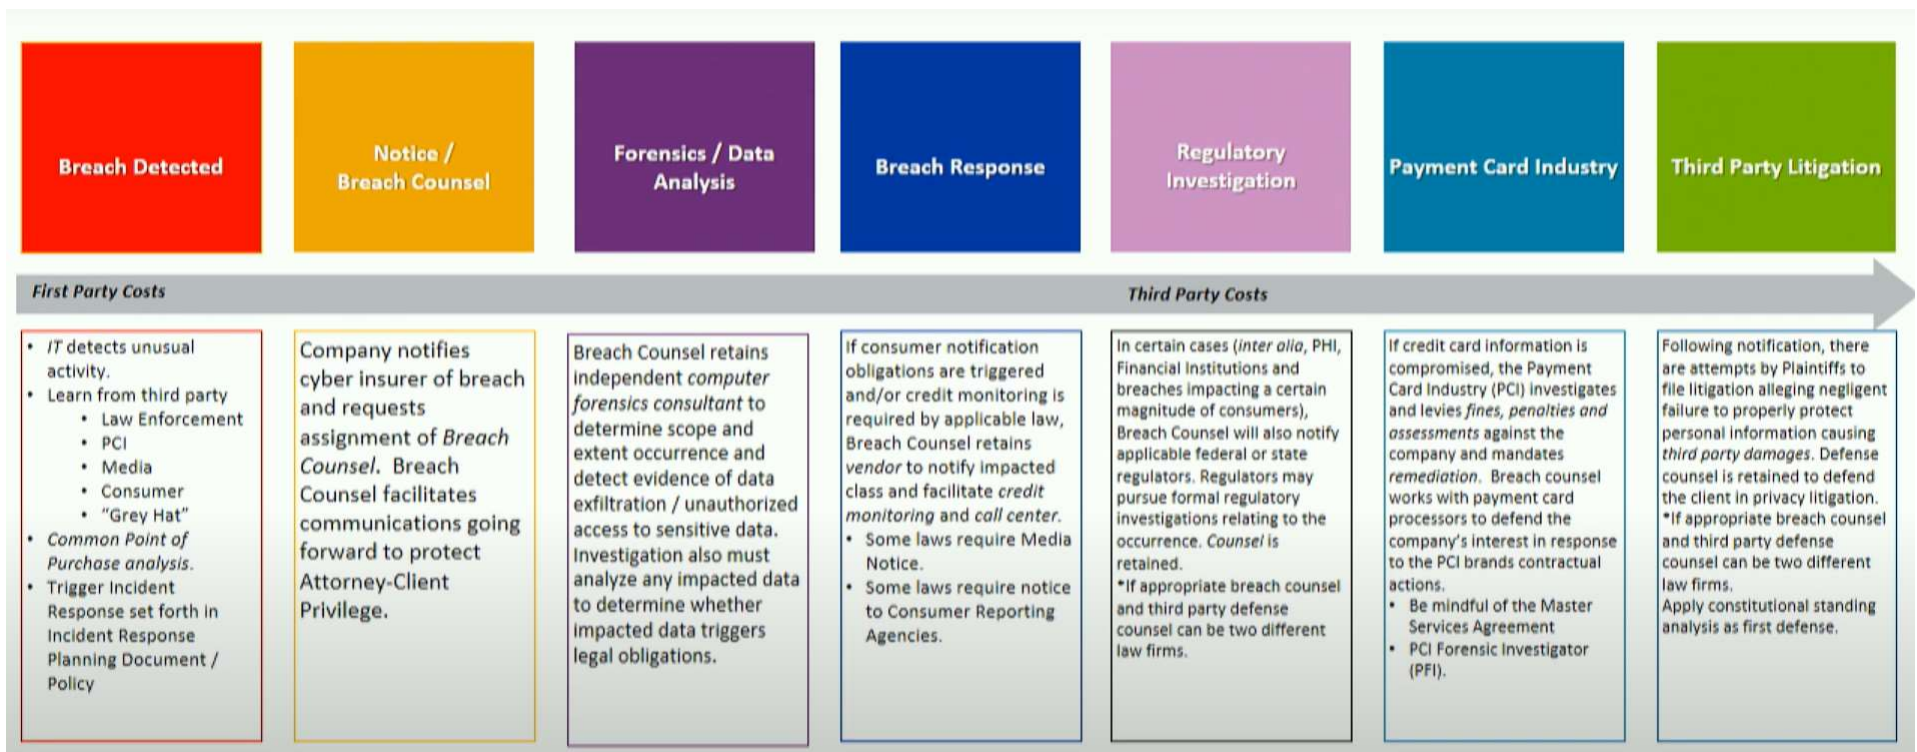 Breach Detected
Notice /
Breach Counsel
Forensics / Data
Analysis
Breach Response
Regulatory
Investigation
Payment Card Industry
Third Party Litigation
First Party Costs
Third Party Costs
• IT detects unusual
activity.
• Learn from third party
• Law Enforcement
• PCI
• Media
• Consumer
• “Grey Hat”
• Common Point of
Purchase analysis.
• Trigger Incident
Response set forth in
Incident Response
Planning Document /
Policy
Company notifies
cyber insurer of breach
and requests
assignment of Breach
Counsel. Breach
Counsel facilitates
communications going
forward to protect
Attorney-Client
Privilege.
Breach Counsel retains
independent computer
forensics consultant to
determine scope and
extent occurrence and
detect evidence of data
exfiltration / unauthorized
access to sensitive data.
Investigation also must
analyze any impacted data
to determine whether
impacted data triggers
legal obligations.
If consumer notification
obligations are triggered
and/or credit monitoring is
required by applicable law,
Breach Counsel retains
vendor to notify impacted
class and facilitate credit
monitoring and call center.
• Some laws require Media
Notice.
• Some laws require notice
to Consumer Reporting
Agencies.
In certain cases (inter alia, PHI,
Financial Institutions and
breaches impacting a certain
magnitude of consumers),
Breach Counsel will also notify
applicable federal or state
regulators. Regulators may
pursue formal regulatory
investigations relating to the
occurrence. Counsel is
retained.
*If appropriate breach counsel
and third party defense
counsel can be two different
law firms.
If credit card information is
compromised, the Payment
Card Industry (PCI) investigates
and levies fines, penalties and
assessments against the
company and mandates
remediation. Breach counsel
works with payment card
processors to defend the
company’s interest in response
to the PCI brands contractual
actions.
• Be mindful of the Master
Services Agreement
• PCI Forensic Investigator
(PFI).
Following notification, there
are attempts by Plaintiffs to
file litigation alleging negligent
failure to properly protect
personal information causing
third party damages. Defense
counsel is retained to defend
the client in privacy litigation.
*If appropriate breach counsel
and third party defense
counsel can be two different
law firms.
Apply constitutional standing
analysis as first defense.